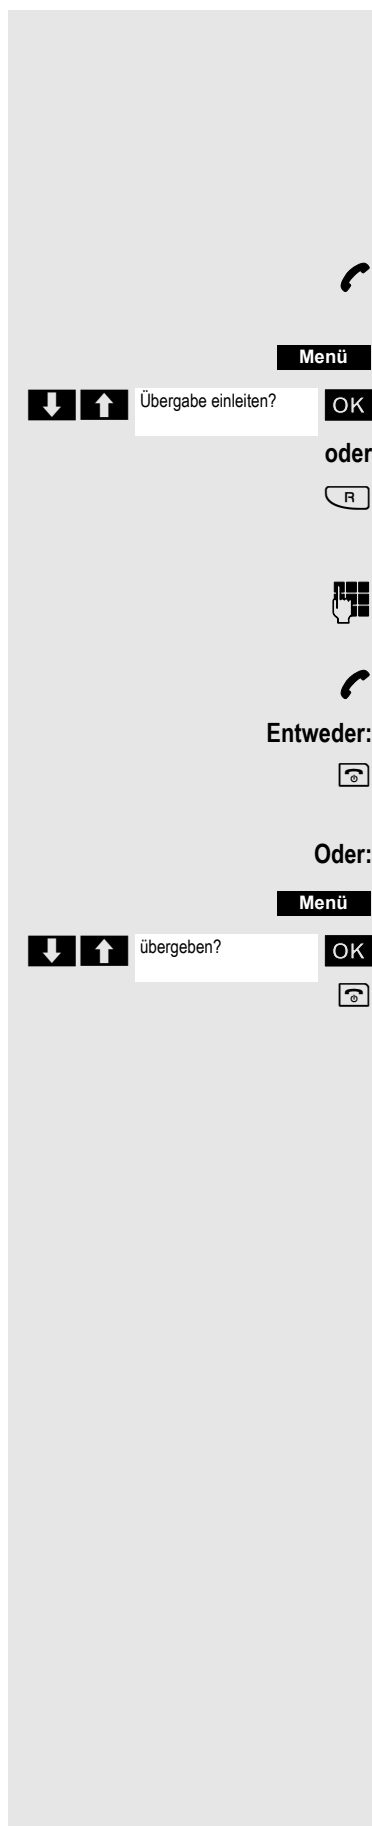 Menü
Übergabe einleiten? OK
oder
R
Entweder:
Oder:
Menü
übergeben? OK